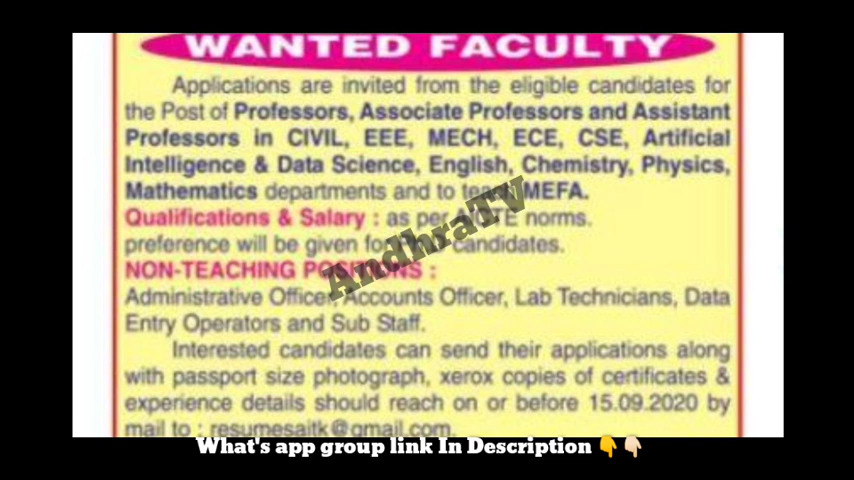 WANTED FACULTY
Applications are invited from the eligible candidates for
the Post of Professors, Associate Professors and Assistant
Professors in CIVIL, EEE, MECH, ECE, CSE, Artificial
Intelligence & Data Science, English, Chemistry, Physics,
Mathematics departments and to teach MEFA.
Qualifications & Salary : as per AICTE norms.
preference will be given for candidates.
NON-TEACHING POSITIONS :
Administrative Officer, Accounts Officer, Lab Technicians, Data
Entry Operators and Sub Staff.
Interested candidates can send their applications along
with passport size photograph, xerox copies of certificates &
experience details should reach on or before 15.09.2020 by
mail to : resumesaitk@gmail.com.
AndhraTV
What's app group link In Description 👇👇🏻